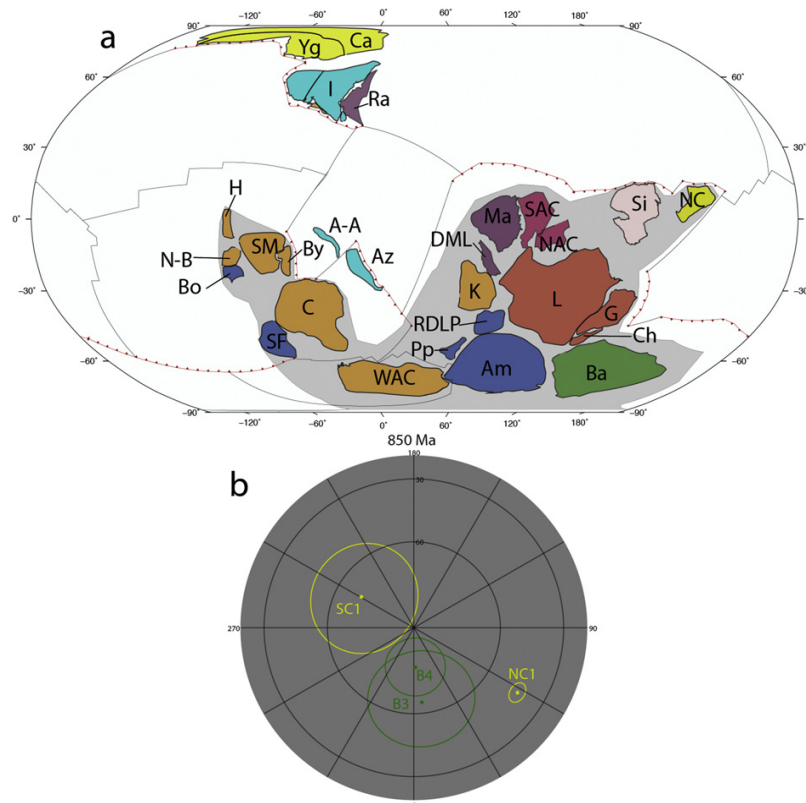 a
90˚ -120˚ -60˚ 0˚ 60˚ 120˚ 180˚ 90˚
Yg Ca
60˚ 60˚
I
Ra
30˚ 30˚
H
Ma SAC Si NC
0˚ 0˚
A-A
DML NAC
N-B SM By Az
Bo
K L
-30˚ -30˚
C G
RDLP
SF Pp Ch
-60˚ -60˚
WAC Am Ba
-90˚ -120˚ -60˚ 0˚ 60˚ 120˚ 180˚ -90˚
850 Ma
b
180
30
60
SC1
270 90
NC1
B4
B3